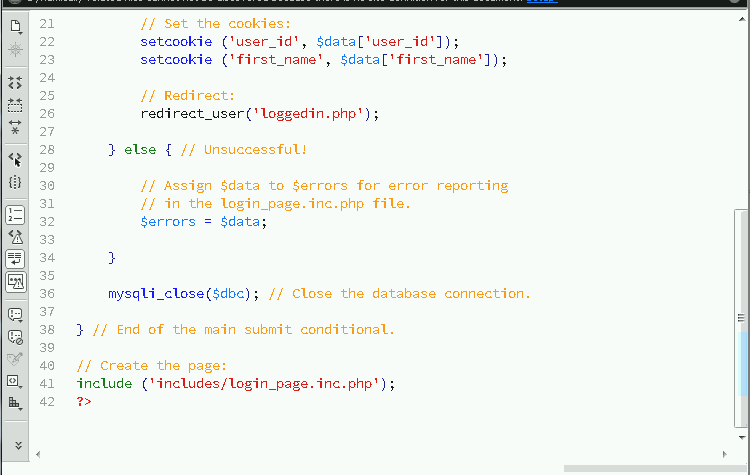 21 // Set the cookies:
22 setcookie ('user_id', $data['user_id']);
23 setcookie ('first_name', $data['first_name']);
24
25 // Redirect:
26 redirect_user('loggedin.php');
27
28 } else { // Unsuccessful!
29
30 // Assign $data to $errors for error reporting
31 // in the login_page.inc.php file.
32 $errors = $data;
33
34 }
35
36 mysqli_close($dbc); // Close the database connection.
37
38 } // End of the main submit conditional.
39
40 // Create the page:
41 include ('includes/login_page.inc.php');
42 ?>